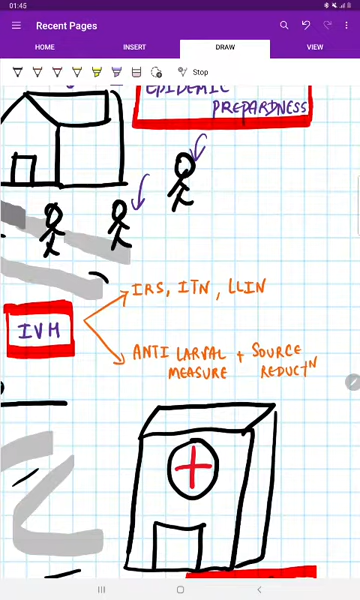 01:45
Recent Pages
HOME INSERT DRAW VIEW
Stop
EPIDEMIC
PREPARDNESS
IRS, ITN, LLIN
IVM
ANTI LARVAL + SOURCE
MEASURE REDUCTN